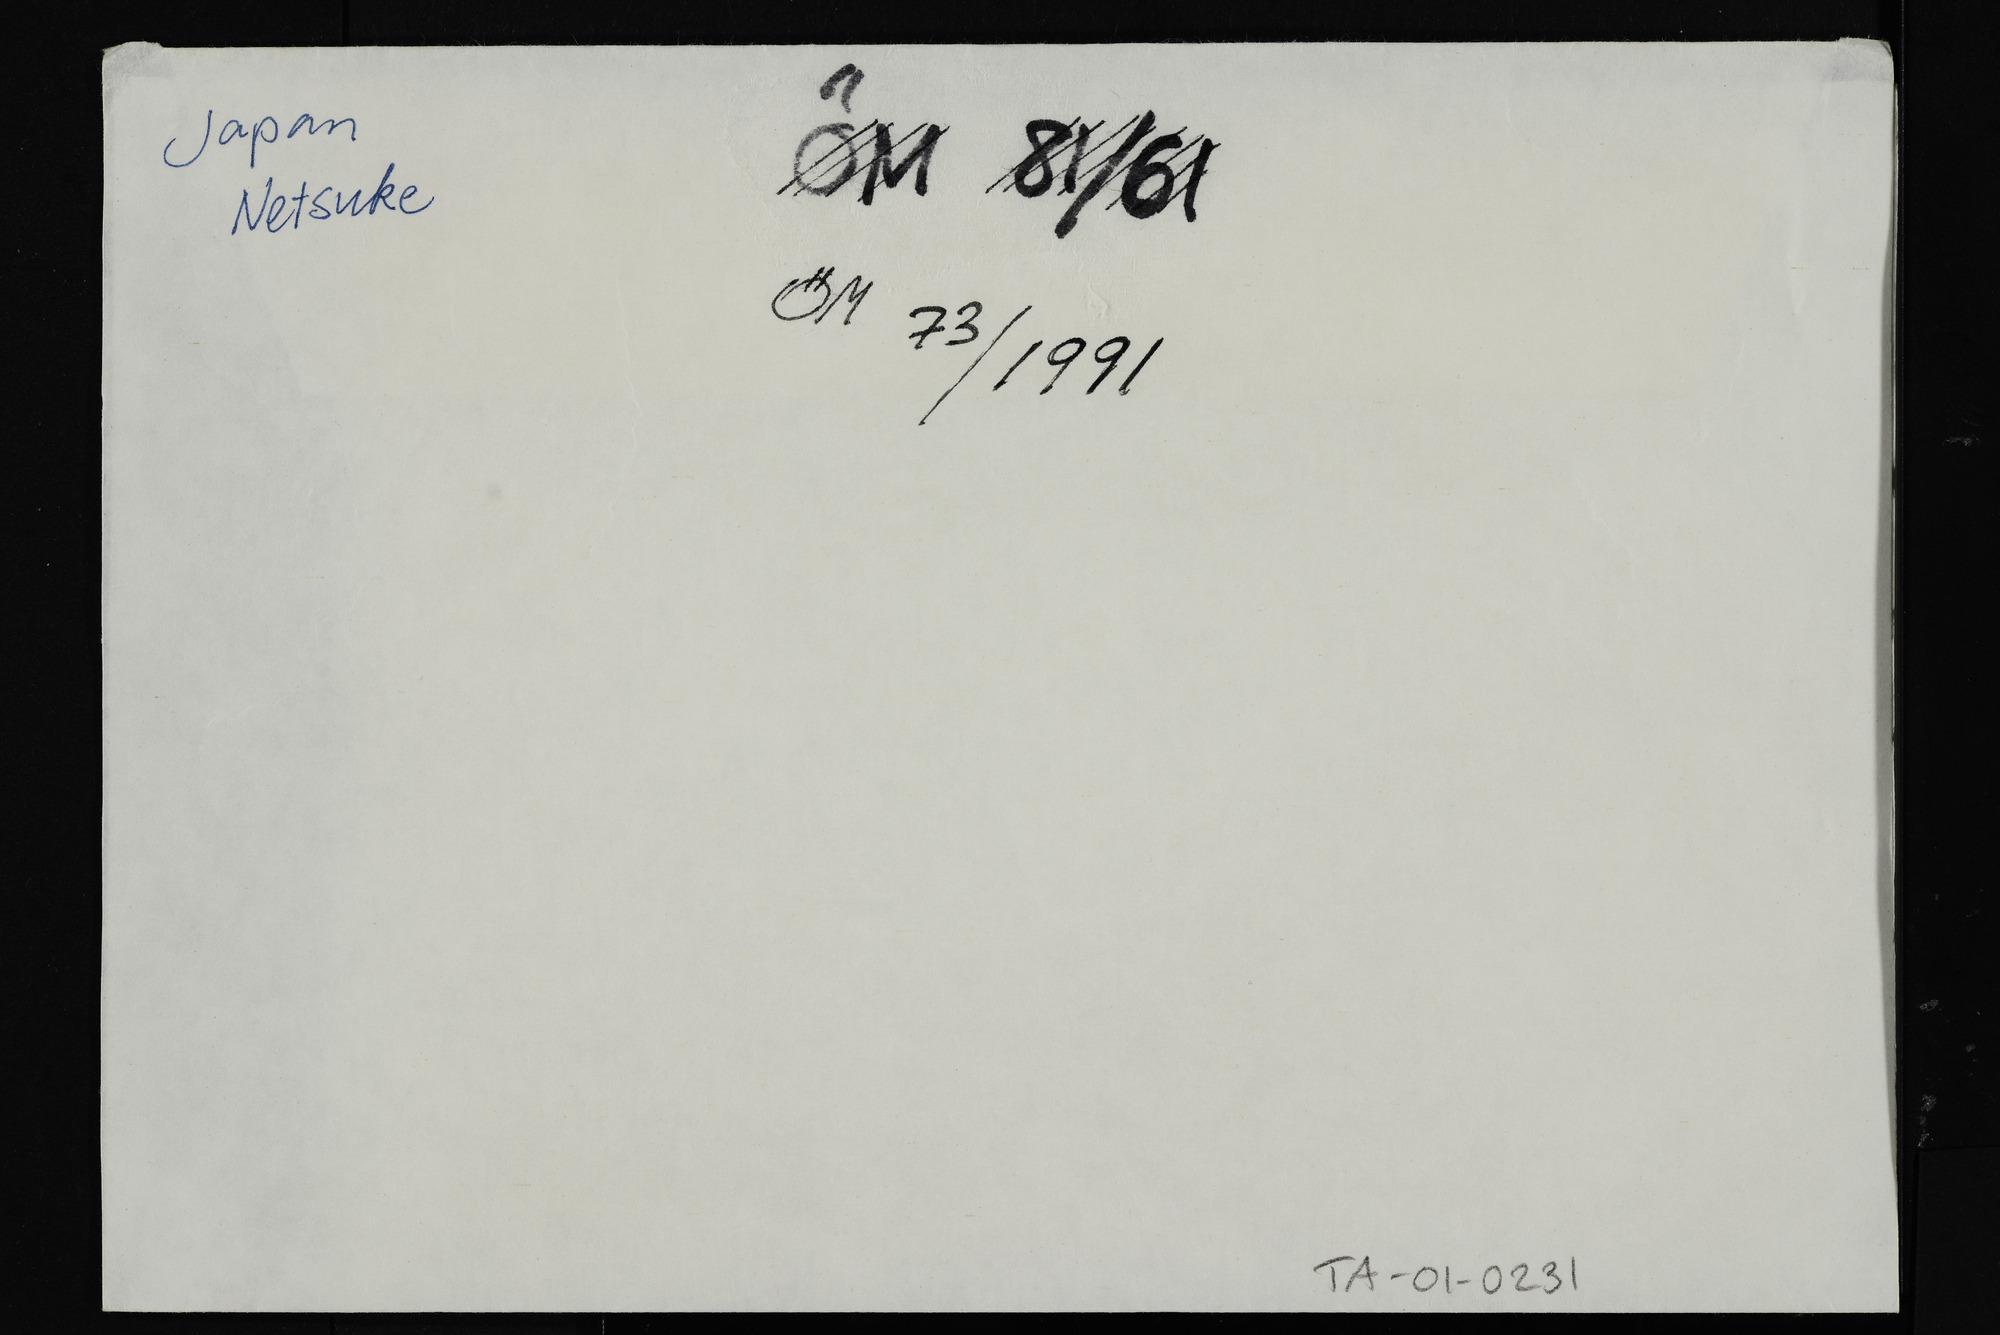 Japan
Netsuke
ÖM 81/61
ÖM 73/1991
TA-01-0231